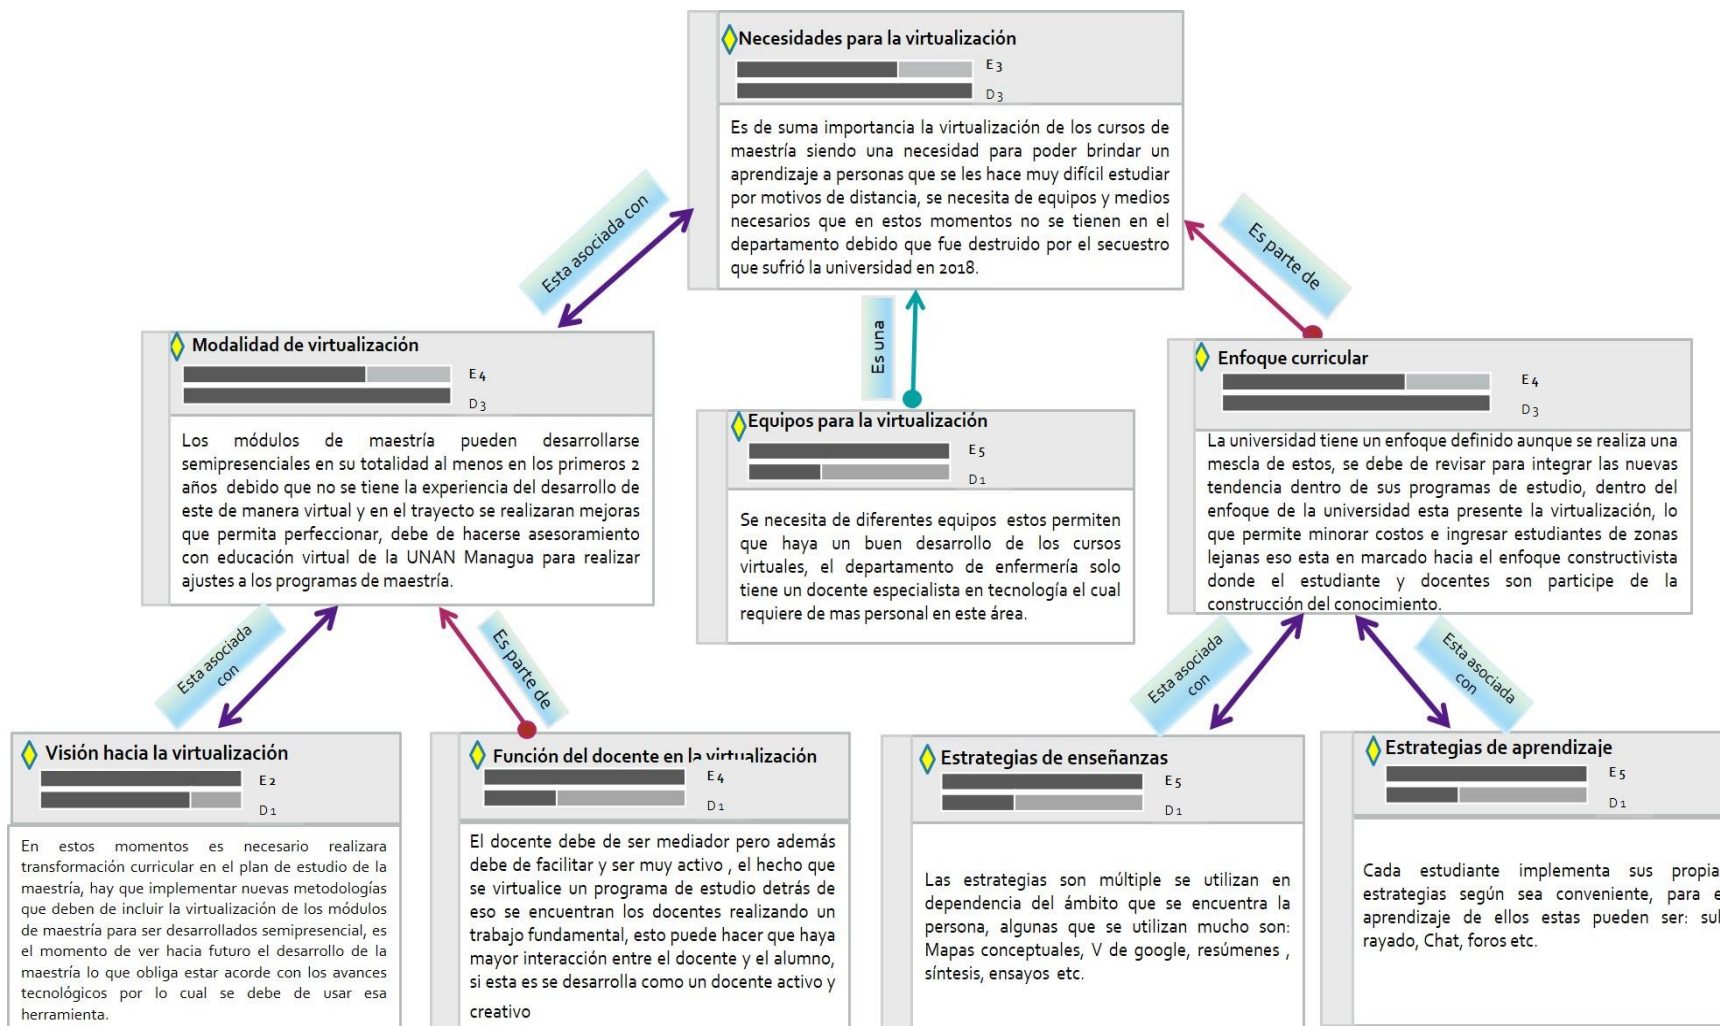 Necesidades para la virtualización
E 3
D 3
Es de suma importancia la virtualización de los cursos de
maestría siendo una necesidad para poder brindar un
aprendizaje a personas que se les hace muy difícil estudiar
por motivos de distancia, se necesita de equipos y medios
necesarios que en estos momentos no se tienen en el
departamento debido que fue destruido por el secuestro
que sufrió la universidad en 2018.
Esta asociada con
Es una
Es parte de
Modalidad de virtualización
E 4
D 3
Los módulos de maestría pueden desarrollarse
semipresenciales en su totalidad al menos en los primeros 2
años debido que no se tiene la experiencia del desarrollo de
este de manera virtual y en el trayecto se realizaran mejoras
que permita perfeccionar, debe de hacerse asesoramiento
con educación virtual de la UNAN Managua para realizar
ajustes a los programas de maestría.
Equipos para la virtualización
E 5
D 1
Se necesita de diferentes equipos estos permiten
que haya un buen desarrollo de los cursos
virtuales, el departamento de enfermería solo
tiene un docente especialista en tecnología el cual
requiere de mas personal en este área.
Enfoque curricular
E 4
D 3
La universidad tiene un enfoque definido aunque se realiza una
mescla de estos, se debe de revisar para integrar las nuevas
tendencia dentro de sus programas de estudio, dentro del
enfoque de la universidad esta presente la virtualización, lo
que permite minorar costos e ingresar estudiantes de zonas
lejanas eso esta en marcado hacia el enfoque constructivista
donde el estudiante y docentes son participe de la
construcción del conocimiento.
Esta asociada
con
Es parte de
Esta asociada
con
Esta asociada
con
Visión hacia la virtualización
E 2
D 1
En estos momentos es necesario realizara
transformación curricular en el plan de estudio de la
maestría, hay que implementar nuevas metodologías
que deben de incluir la virtualización de los módulos
de maestría para ser desarrollados semipresencial, es
el momento de ver hacia futuro el desarrollo de la
maestría lo que obliga estar acorde con los avances
tecnológicos por lo cual se debe de usar esa
herramienta.
Función del docente en la virtualización
E 4
D 1
El docente debe de ser mediador pero además
debe de facilitar y ser muy activo , el hecho que
se virtualice un programa de estudio detrás de
eso se encuentran los docentes realizando un
trabajo fundamental, esto puede hacer que haya
mayor interacción entre el docente y el alumno,
si esta es se desarrolla como un docente activo y
creativo
Estrategias de enseñanzas
E 5
D 1
Las estrategias son múltiple se utilizan en
dependencia del ámbito que se encuentra la
persona, algunas que se utilizan mucho son:
Mapas conceptuales, V de google, resúmenes ,
síntesis, ensayos etc.
Estrategias de aprendizaje
E 5
D 1
Cada estudiante implementa sus propia
estrategias según sea conveniente, para e
aprendizaje de ellos estas pueden ser: sul
rayado, Chat, foros etc.